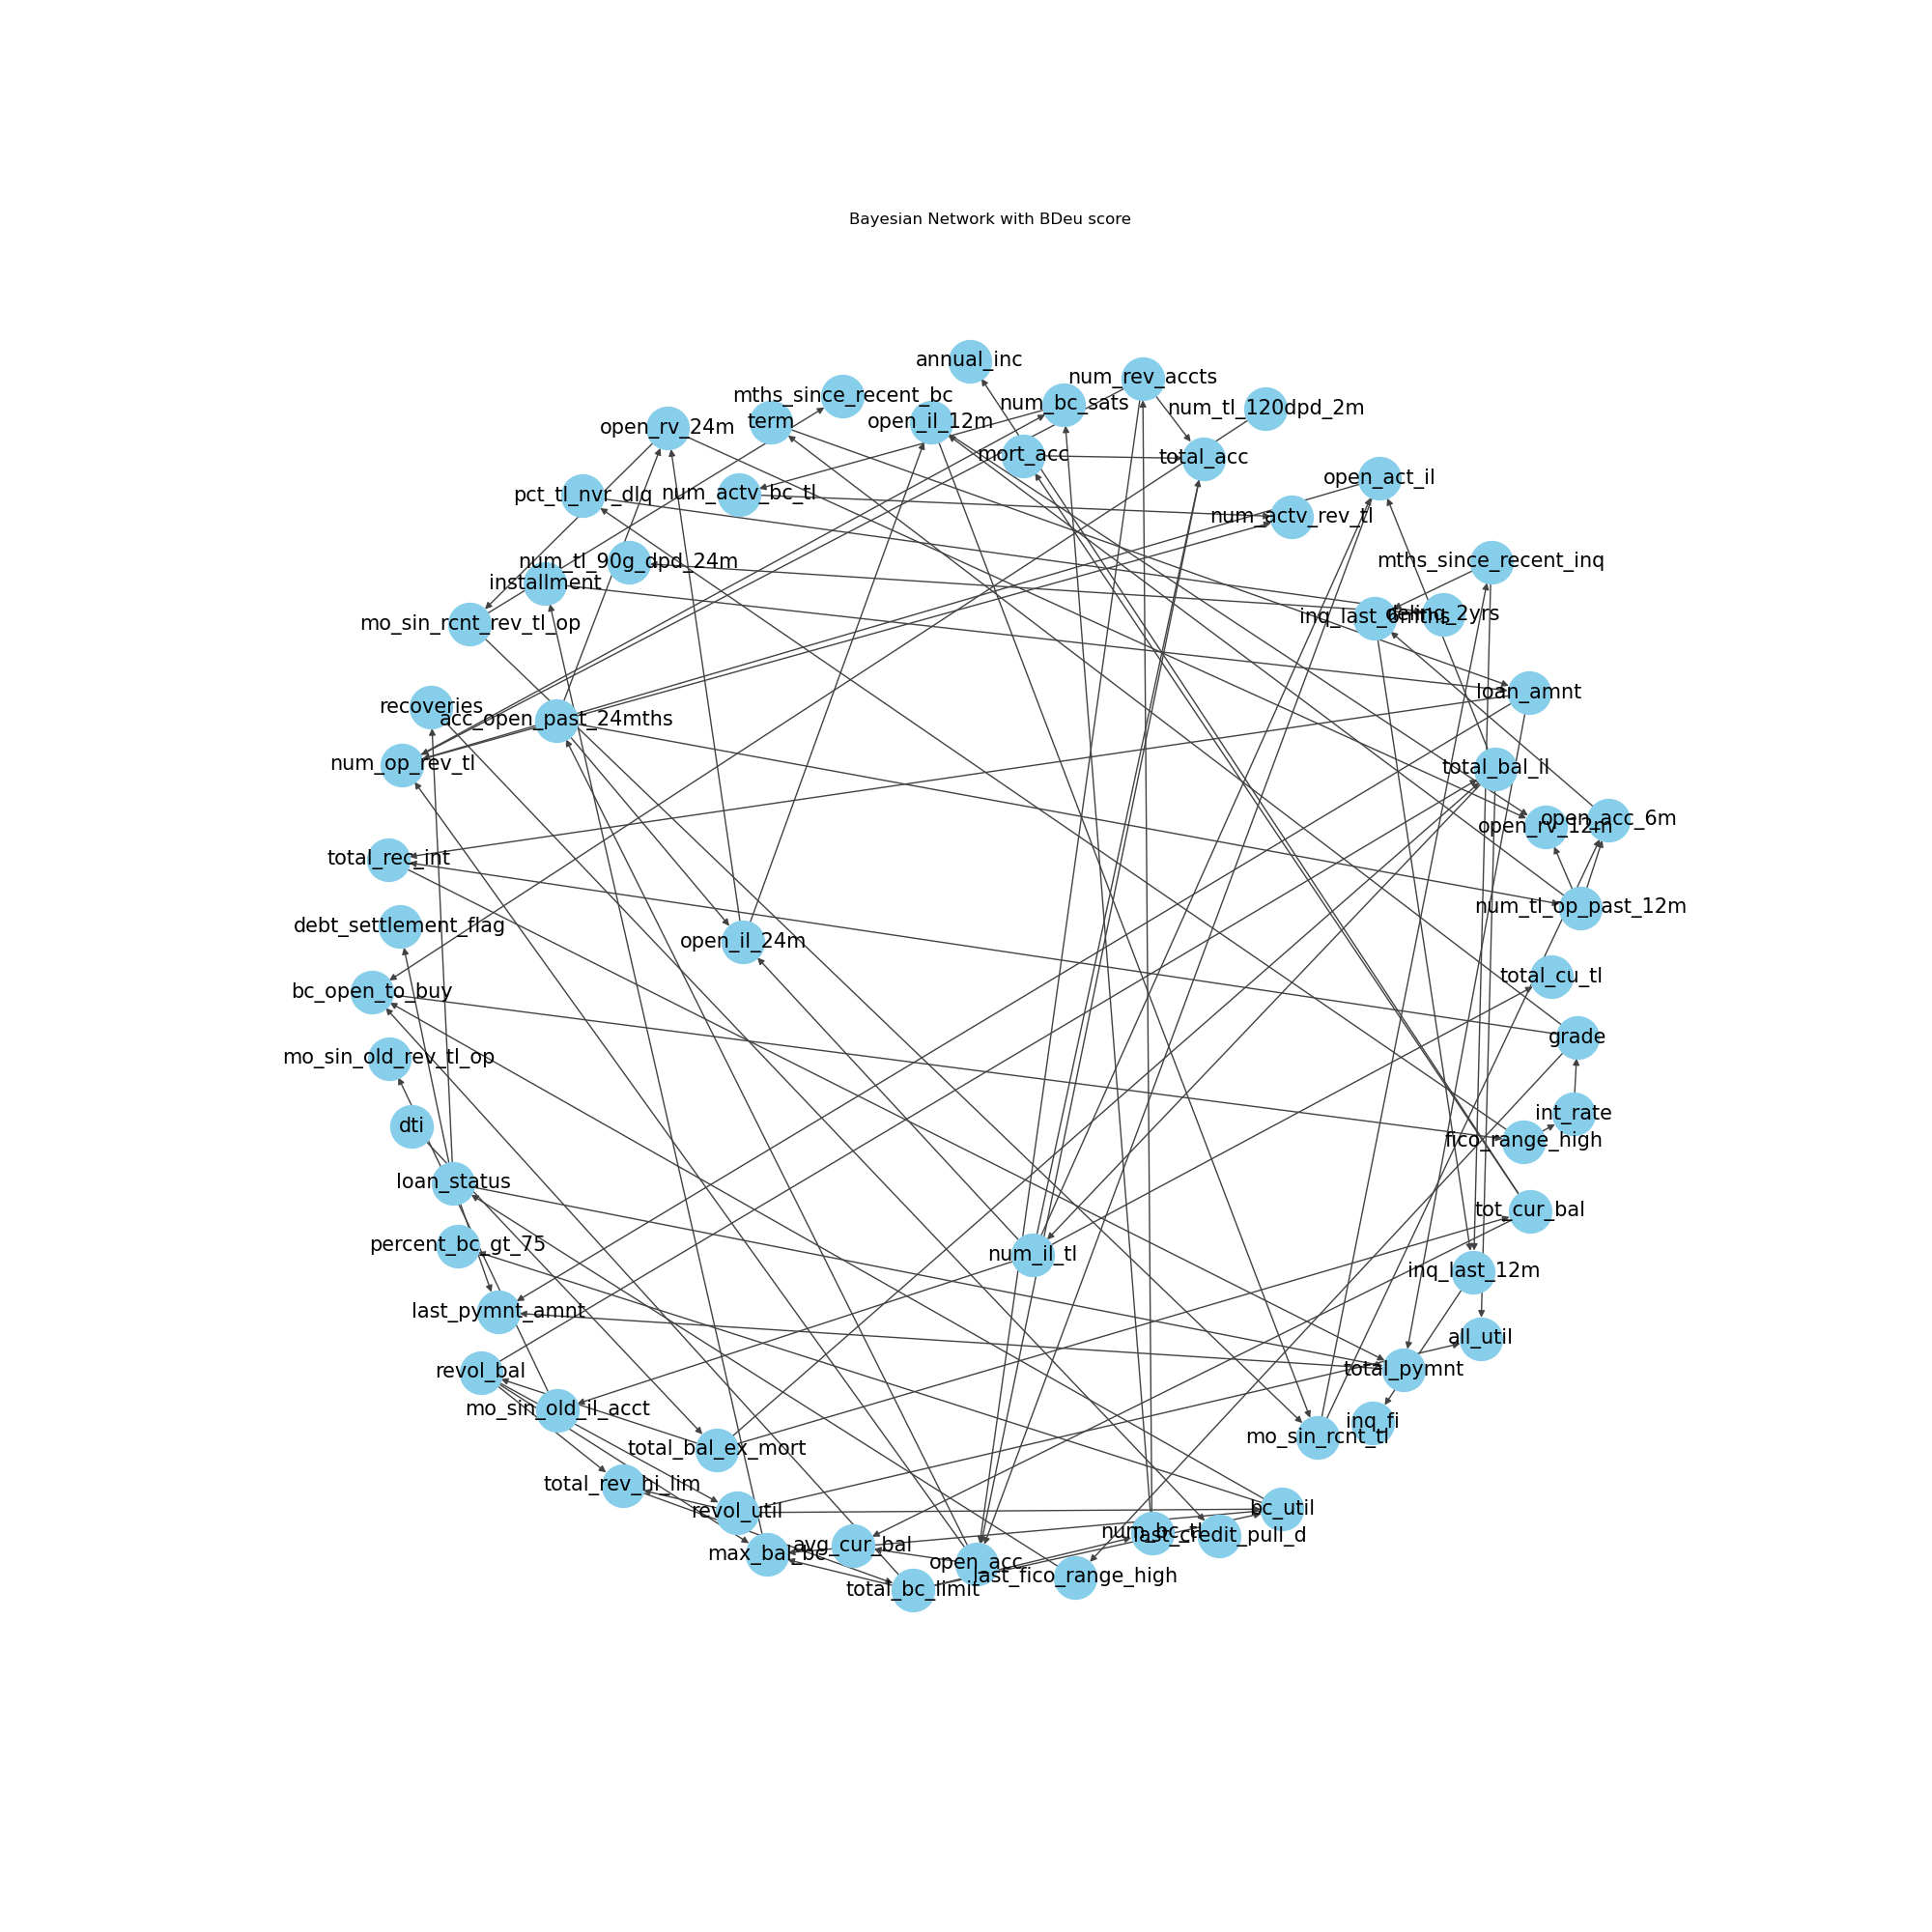 Bayesian Network with BDeu score
annual_inc
num_rev_accts
mths_since_recent_bc
num_bc_sats
num_tl_120dpd_2m
open_rv_24m
term
open_il_12m
mort_acc
total_acc
open_act_il
pct_tl_nvr_dlq
num_actv_bc_tl
num_actv_rev_tl
num_tl_90g_dpd_24m
mths_since_recent_inq
installment
mo_sin_rcnt_rev_tl_op
inq_last_6mths
delinq_2yrs
loan_amnt
recoveries
acc_open_past_24mths
num_op_rev_tl
total_bal_il
open_rv_12m
open_acc_6m
total_rec_int
num_tl_op_past_12m
debt_settlement_flag
open_il_24m
total_cu_tl
bc_open_to_buy
grade
mo_sin_old_rev_tl_op
int_rate
dti
fico_range_high
loan_status
tot_cur_bal
percent_bc_gt_75
num_il_tl
inq_last_12m
last_pymnt_amnt
all_util
revol_bal
total_pymnt
mo_sin_old_il_acct
inq_fi
mo_sin_rcnt_tl
total_bal_ex_mort
total_rev_hi_lim
revol_util
bc_util
num_bc_tl
last_credit_pull_d
max_bal_bc
avg_cur_bal
open_acc
last_fico_range_high
total_bc_limit